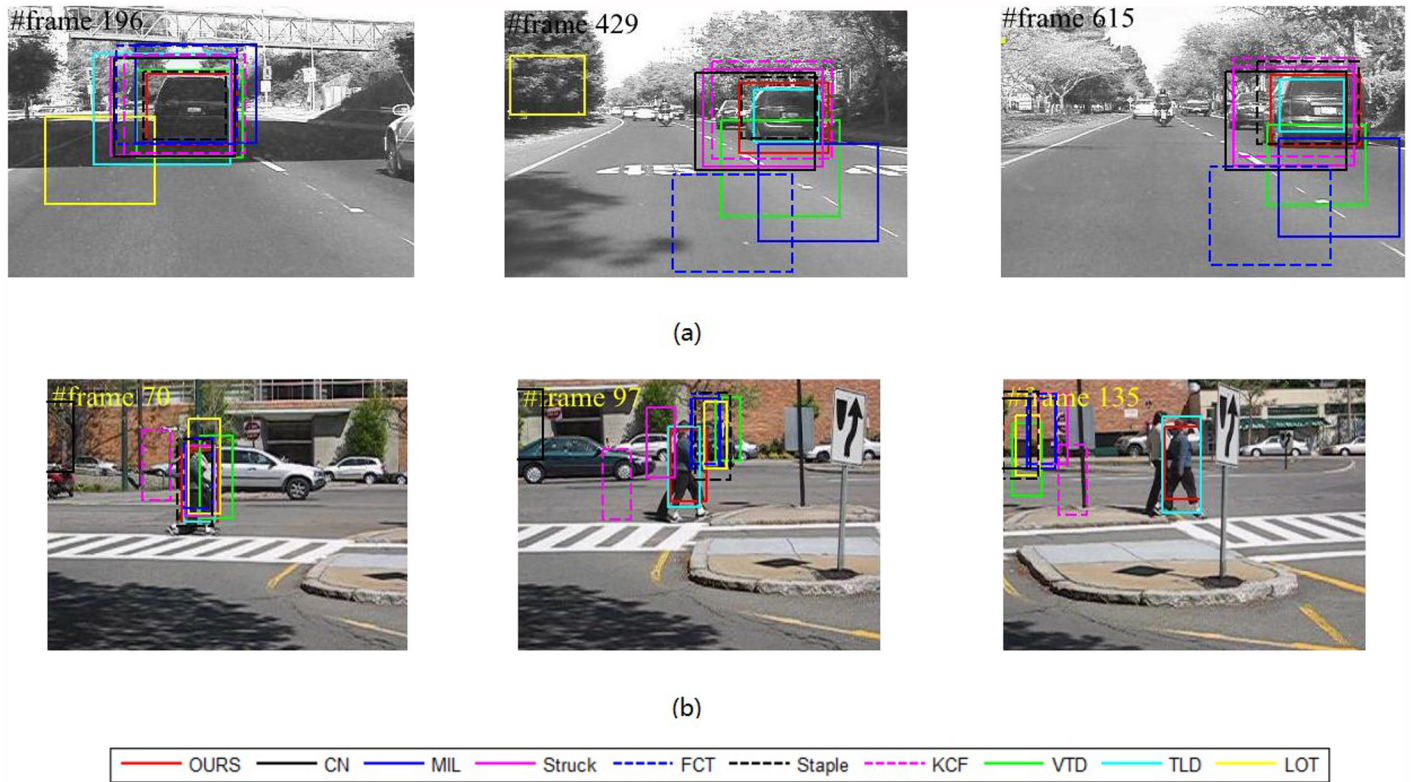 #frame 196
#frame 429
#frame 615
(a)
#frame 70
#frame 97
#frame 135
(b)
OURS CN MIL Struck FCT Staple KCF VTD TLD LOT